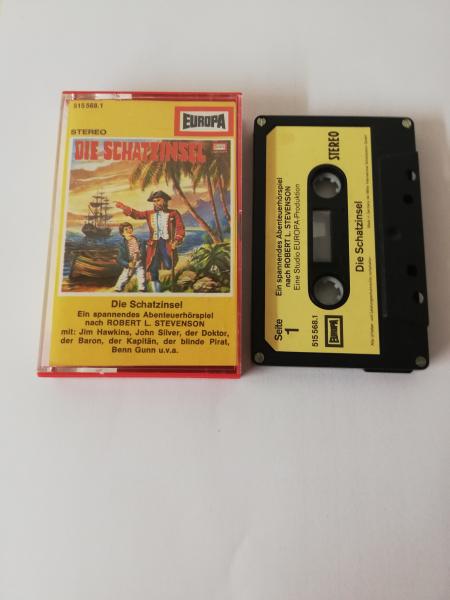 515 568.1
EUROPA
STEREO
DIE SCHATZINSEL
Die Schatzinsel
Ein spannendes Abenteuerhörspiel
nach ROBERT L. STEVENSON
mit: Jim Hawkins, John Silver, der Doktor,
der Baron, der Kapitän, der blinde Pirat,
Benn Gunn u.v.a.
STEREO
Ein spannendes Abenteuerhörspiel
nach ROBERT L. STEVENSON
Eine Studio EUROPA-Produktion
Seite
1
515 568.1
EUROPA
Die Schatzinsel